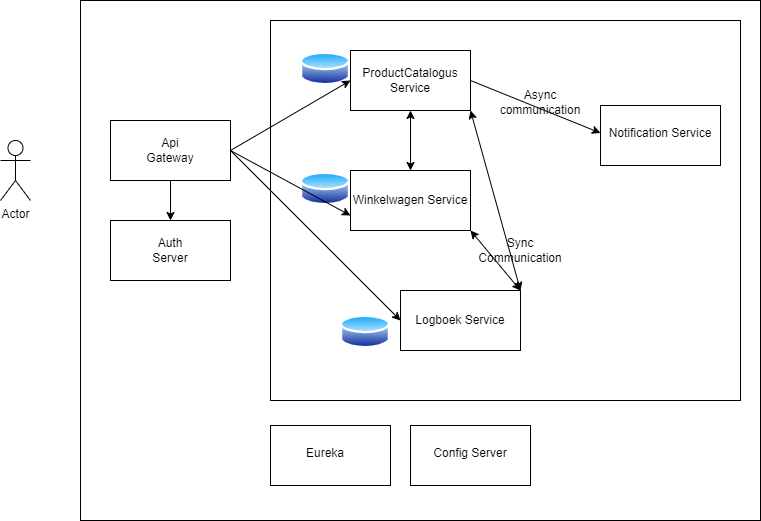 ProductCatalogus
Service
Async
communication
Notification Service
Api
Gateway
Winkelwagen Service
Actor
Auth
Server
Sync
Communication
Logboek Service
Eureka
Config Server